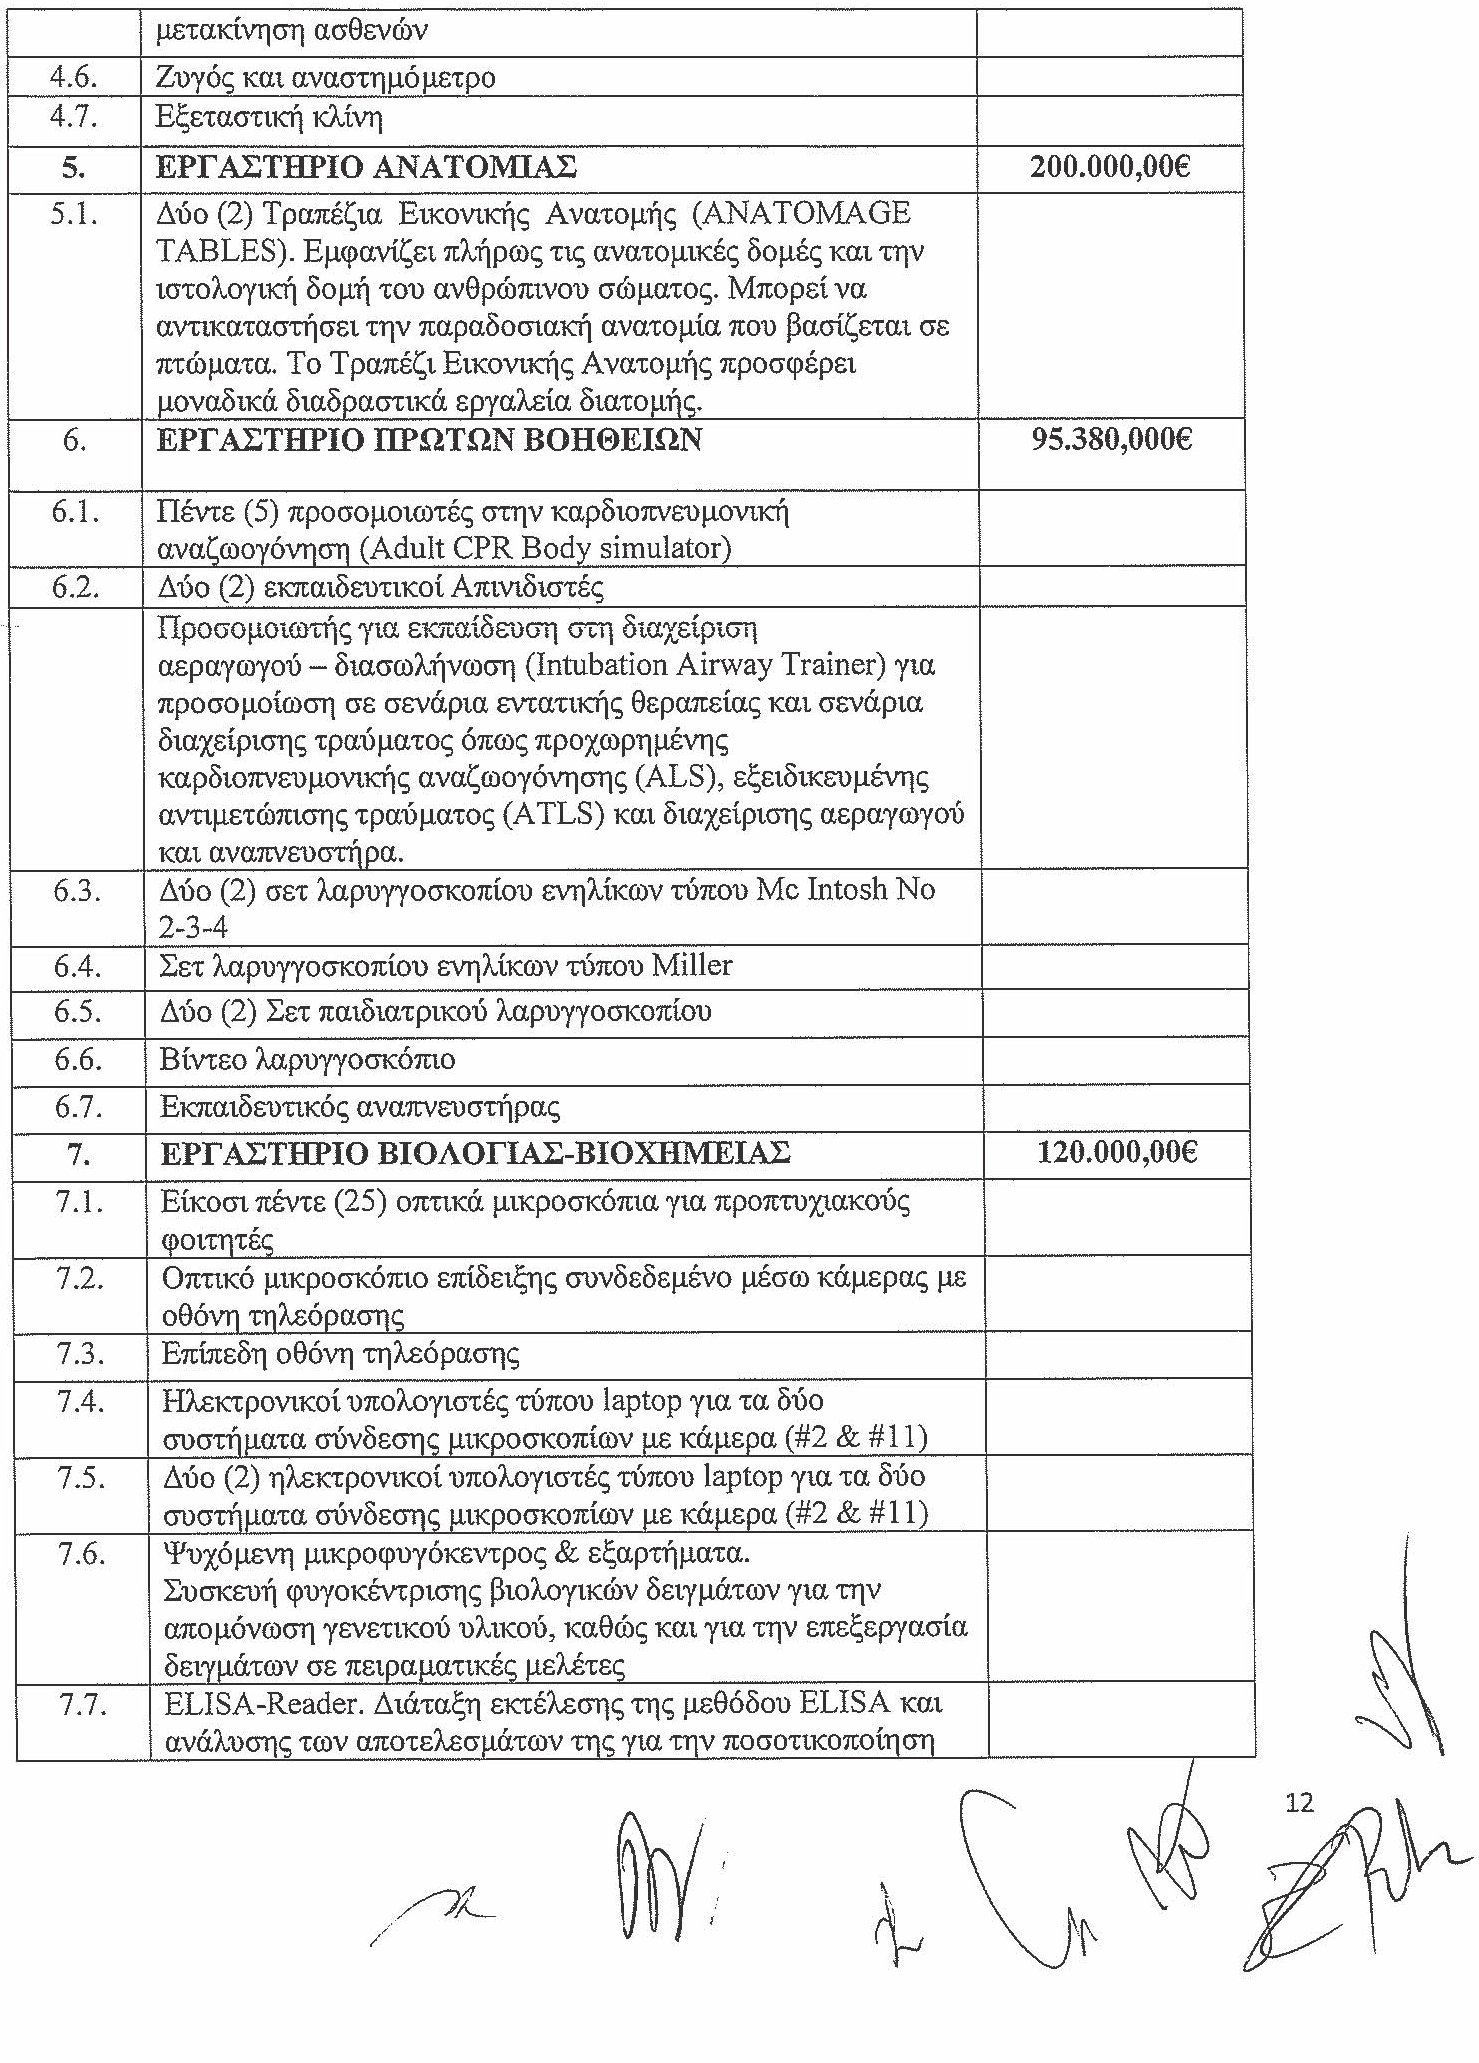 μετακίνηση ασθενών
4.6. Ζυγός και αναστημόμετρο
4.7. Εξεταστική κλίνη
5. ΕΡΓΑΣΤΗΡΙΟ ΑΝΑΤΟΜΙΑΣ 200.000,00€
5.1. Δύο (2) Τραπέζια Εικονικής Ανατομής (ANATOMAGE
TABLES). Εμφανίζει πλήρως τις ανατομικές δομές και την
ιστολογική δομή του ανθρώπινου σώματος. Μπορεί να
αντικαταστήσει την παραδοσιακή ανατομία που βασίζεται σε
πτώματα. Το Τραπέζι Εικονικής Ανατομής προσφέρει
μοναδικά διαδραστικά εργαλεία διατομής.
6. ΕΡΓΑΣΤΗΡΙΟ ΠΡΩΤΩΝ ΒΟΗΘΕΙΩΝ 95.380,000€
6.1. Πέντε (5) προσομοιωτές στην καρδιοπνευμονική
αναζωογόνηση (Adult CPR Body simulator)
6.2. Δύο (2) εκπαιδευτικοί Απινιδιστές
Προσομοιωτής για εκπαίδευση στη διαχείριση
αεραγωγού – διασωλήνωση (Intubation Airway Trainer) για
προσομοίωση σε σενάρια εντατικής θεραπείας και σενάρια
διαχείρισης τραύματος όπως προχωρημένης
καρδιοπνευμονικής αναζωογόνησης (ALS), εξειδικευμένης
αντιμετώπισης τραύματος (ATLS) και διαχείρισης αεραγωγού
και αναπνευστήρα.
6.3. Δύο (2) σετ λαρυγγοσκοπίου ενηλίκων τύπου Mc Intosh No
2-3-4
6.4. Σετ λαρυγγοσκοπίου ενηλίκων τύπου Miller
6.5. Δύο (2) Σετ παιδιατρικού λαρυγγοσκοπίου
6.6. Βίντεο λαρυγγοσκόπιο
6.7. Εκπαιδευτικός αναπνευστήρας
7. ΕΡΓΑΣΤΗΡΙΟ ΒΙΟΛΟΓΙΑΣ-ΒΙΟΧΗΜΕΙΑΣ 120.000,00€
7.1. Είκοσι πέντε (25) οπτικά μικροσκόπια για προπτυχιακούς
φοιτητές
7.2. Οπτικό μικροσκόπιο επίδειξης συνδεδεμένο μέσω κάμερας με
οθόνη τηλεόρασης
7.3. Επίπεδη οθόνη τηλεόρασης
7.4. Ηλεκτρονικοί υπολογιστές τύπου laptop για τα δύο
συστήματα σύνδεσης μικροσκοπίων με κάμερα (#2 & #11)
7.5. Δύο (2) ηλεκτρονικοί υπολογιστές τύπου laptop για τα δύο
συστήματα σύνδεσης μικροσκοπίων με κάμερα (#2 & #11)
7.6. Ψυχόμενη μικροφυγόκεντρος & εξαρτήματα.
Συσκευή φυγοκέντρισης βιολογικών δειγμάτων για την
απομόνωση γενετικού υλικού, καθώς και για την επεξεργασία
δειγμάτων σε πειραματικές μελέτες
7.7. ELISA-Reader. Διάταξη εκτέλεσης της μεθόδου ELISA και
ανάλυσης των αποτελεσμάτων της για την ποσοτικοποίηση
12